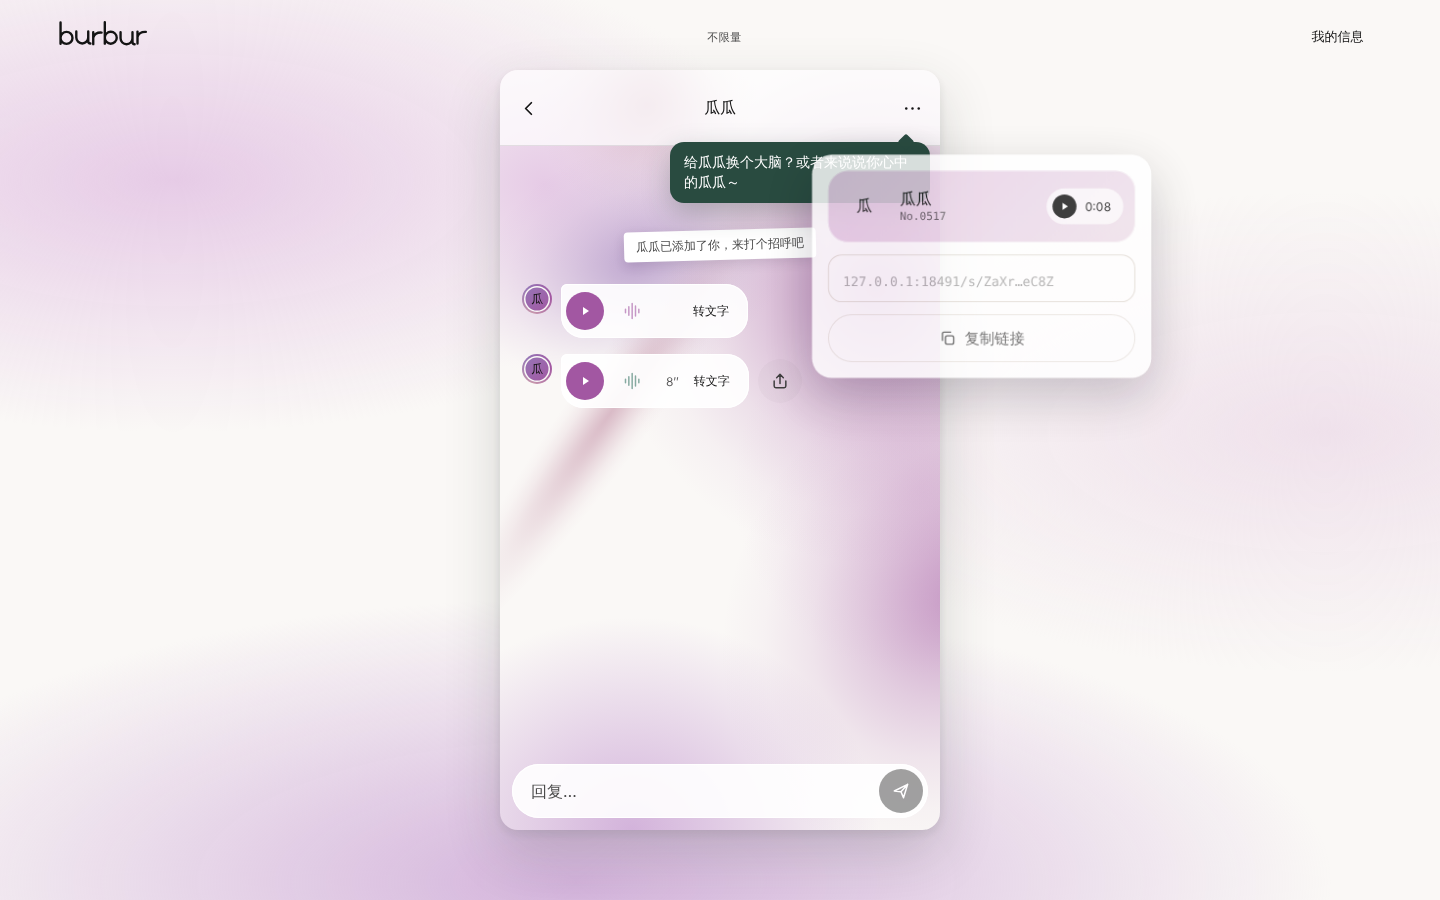 burbur
不限量
我的信息
瓜瓜
给瓜瓜换个大脑？或者来说说你心中
的瓜瓜～
瓜 瓜瓜
No.0517
0:08
瓜瓜已添加了你，来打个招呼吧
127.0.0.1:18491/s/ZaXr…eC8Z
瓜 转文字
复制链接
瓜 8″ 转文字
回复...